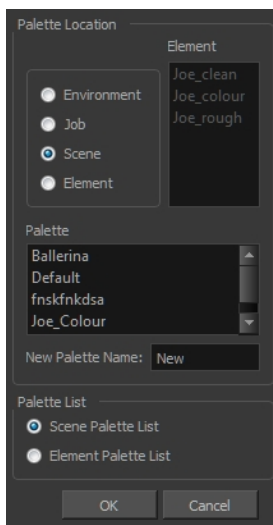 Palette Location
Element
Joe_clean
Joe_colour
Joe_rough
Environment
Job
Scene
Element
Palette
Ballerina
Default
fnskfnkdsa
Joe_Colour
New Palette Name: New
Palette List
Scene Palette List
Element Palette List
OK Cancel